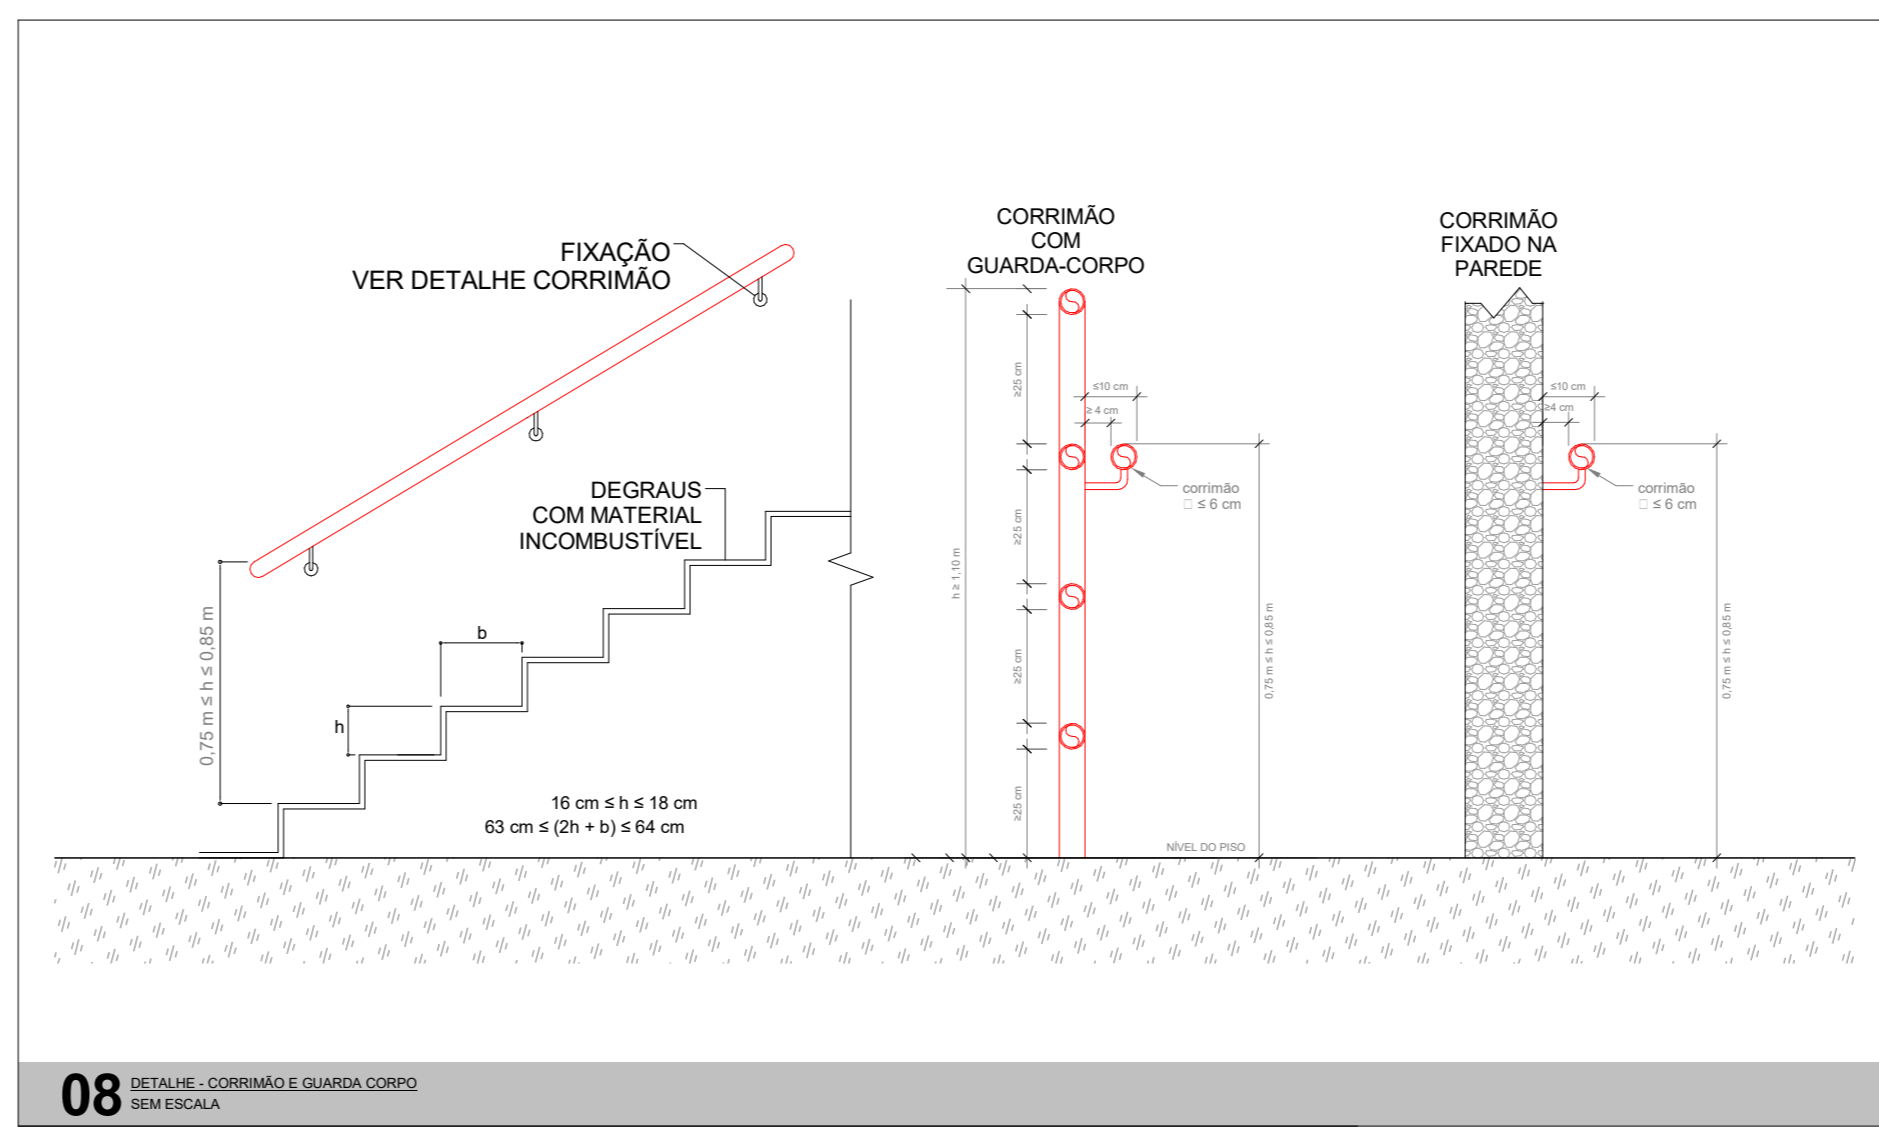 FIXAÇÃO
VER DETALHE CORRIMÃO
DEGRAUS
COM MATERIAL
INCOMBUSTÍVEL
0,75 m ≤ h ≤ 0,85 m
b
h
16 cm ≤ h ≤ 18 cm
63 cm ≤ (2h + b) ≤ 64 cm
CORRIMÃO
COM
GUARDA-CORPO
h ≥ 1,10 m
≥25 cm
≥25 cm
≥25 cm
≥25 cm
≤10 cm
≥ 4 cm
corrimão
□ ≤ 6 cm
0,75 m ≤ h ≤ 0,85 m
NÍVEL DO PISO
CORRIMÃO
FIXADO NA
PAREDE
≤10 cm
≥4 cm
corrimão
□ ≤ 6 cm
0,75 m ≤ h ≤ 0,85 m
08
DETALHE - CORRIMÃO E GUARDA CORPO
SEM ESCALA